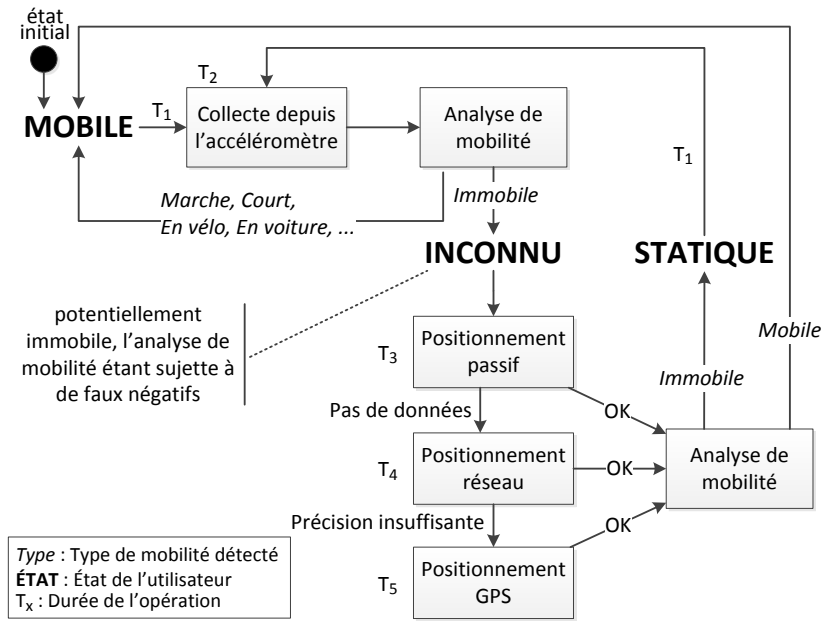 état
initial
MOBILE
T1
T2
Collecte depuis
l'accéléromètre
Analyse de
mobilité
Marche, Court,
En vélo, En voiture, ...
Immobile
INCONNU
STATIQUE
T1
potentiellement
immobile, l'analyse de
mobilité étant sujette à
de faux négatifs
T3
Positionnement
passif
Pas de données
OK
Immobile
Mobile
T4
Positionnement
réseau
OK
Analyse de
mobilité
Précision insuffisante
OK
T5
Positionnement
GPS
Type : Type de mobilité détecté
ÉTAT : État de l'utilisateur
Tx : Durée de l'opération